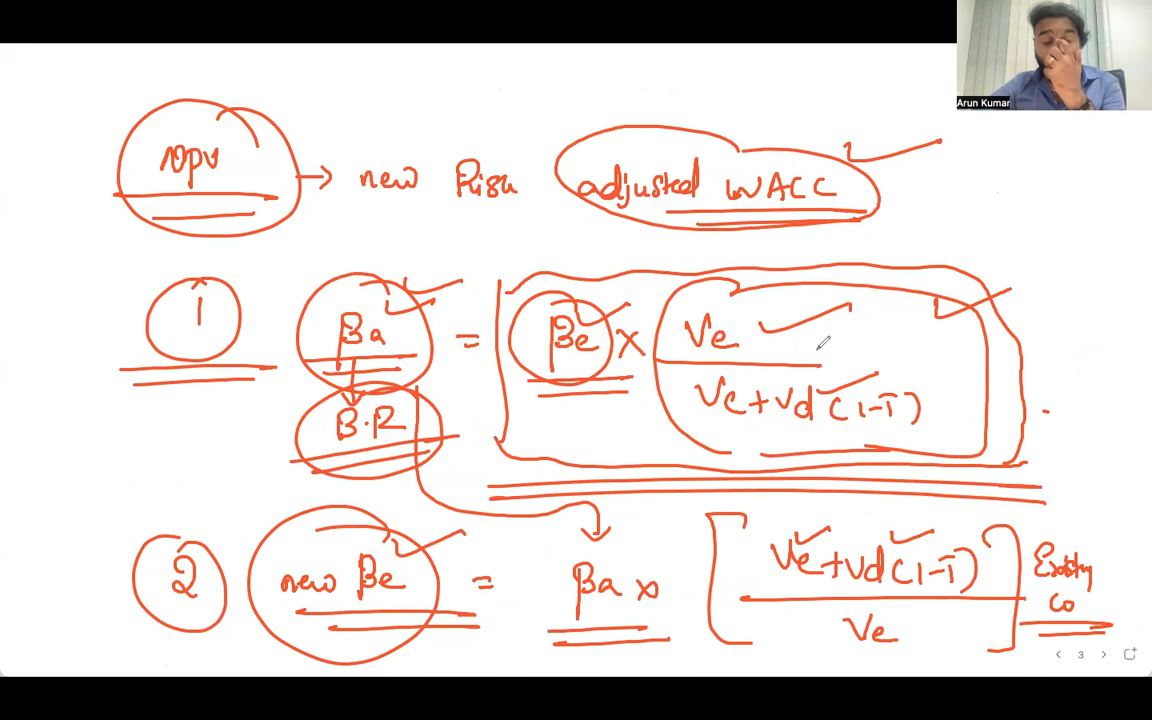 Arun Kumar
npv → new Risk adjusted WACC
1 βa = βe x Ve
Ve+Vd(1-T)
B.R
2 new βe = βa x Ve+Vd(1-T)
Ve
Existing
Co
< 3 >